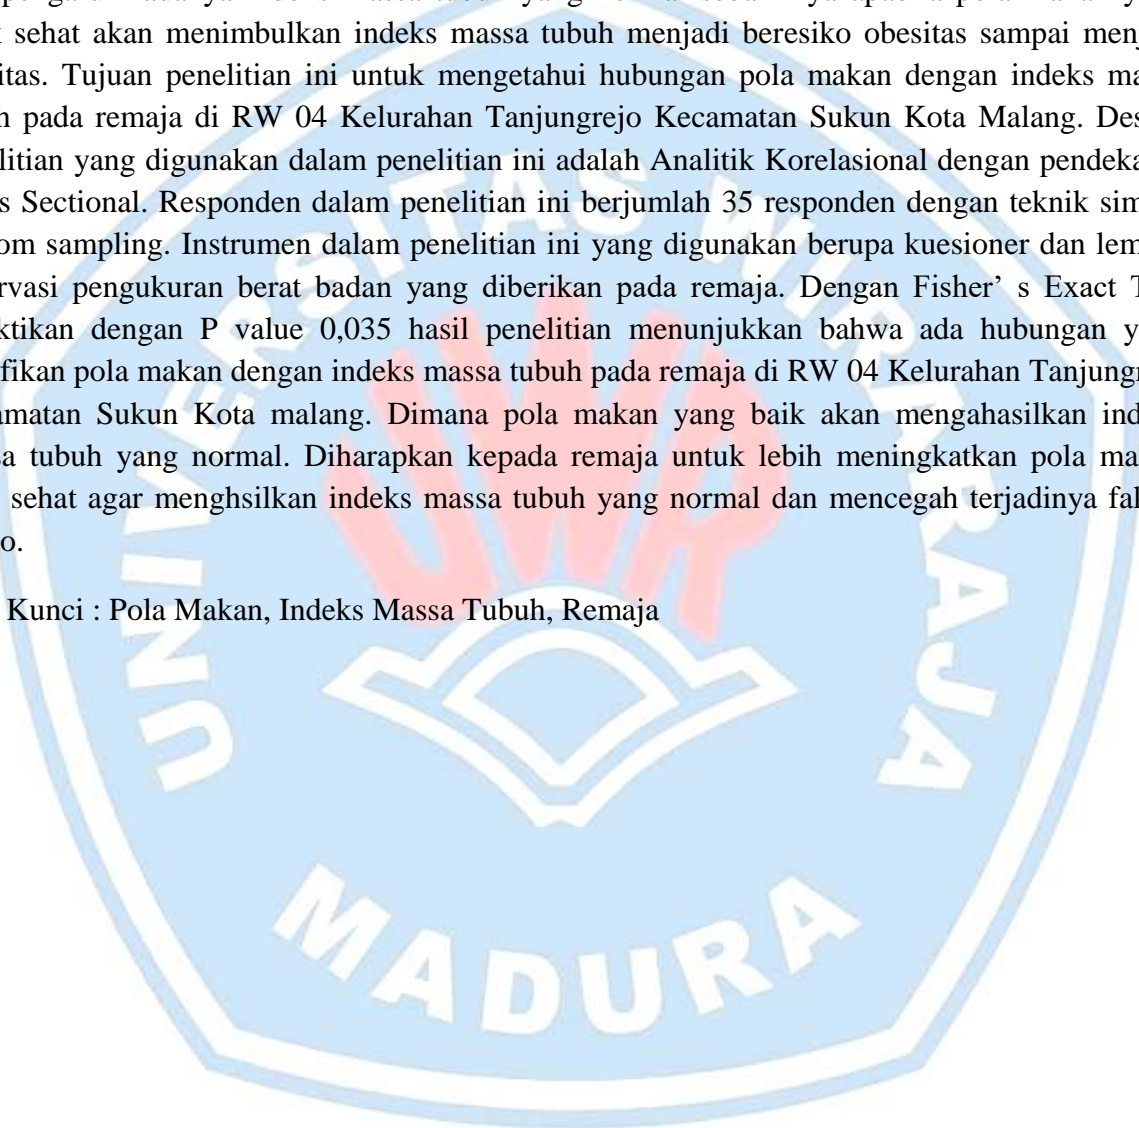 sehat akan menimbulkan indeks massa tubuh menjadi beresiko obesitas sampai
itas. Tujuan penelitian ini untuk mengetahui hubungan pola makan dengan indeks ma
h pada remaja di RW 04 Kelurahan Tanjungrejo Kecamatan Sukun Kota Malang. Des
litian yang digunakan dalam penelitian ini adalah Analitik Korelasional dengan pendeka
s Sectional. Responden dalam penelitian ini berjumlah 35 responden dengan teknik sim
om sampling. Instrumen dalam penelitian ini yang digunakan berupa kuesioner dan lem
rvasi pengukuran berat badan yang diberikan pada remaja. Dengan Fisher’ s Exact T
ktikan dengan P value 0,035 hasil penelitian menunjukkan bahwa ada hubungan y
fikan pola makan dengan indeks massa tubuh pada remaja di RW 04 Kelurahan Tanjungr
amatan Sukun Kota malang. Dimana pola makan yang baik akan mengahasilkan ind
sa tubuh yang normal. Diharapkan kepada remaja untuk lebih meningkatkan pola ma
sehat agar menghsilkan indeks massa tubuh yang normal dan mencegah terjadinya fa
o.
Kunci : Pola Makan, Indeks Massa Tubuh, Remaja
UNIVERSITAS WIRARAJA
UWR
MADURA